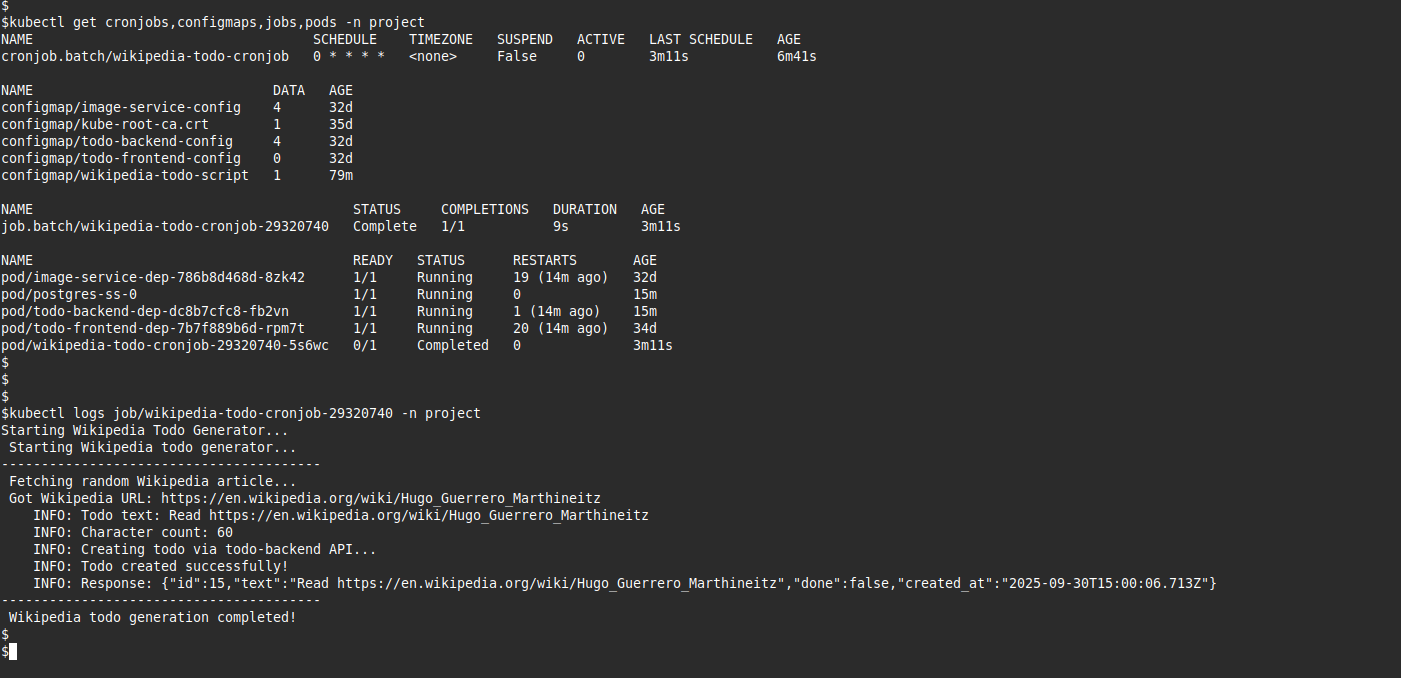 $
$kubectl get cronjobs,configmaps,jobs,pods -n project
NAME                                   SCHEDULE    TIMEZONE   SUSPEND   ACTIVE   LAST SCHEDULE   AGE
cronjob.batch/wikipedia-todo-cronjob   0 * * * *   <none>     False     0        3m11s           6m41s

NAME                              DATA   AGE
configmap/image-service-config    4      32d
configmap/kube-root-ca.crt        1      35d
configmap/todo-backend-config     4      32d
configmap/todo-frontend-config    0      32d
configmap/wikipedia-todo-script   1      79m

NAME                                        STATUS     COMPLETIONS   DURATION   AGE
job.batch/wikipedia-todo-cronjob-29320740   Complete   1/1           9s         3m11s

NAME                                        READY   STATUS      RESTARTS       AGE
pod/image-service-dep-786b8d468d-8zk42      1/1     Running     19 (14m ago)   32d
pod/postgres-ss-0                           1/1     Running     0              15m
pod/todo-backend-dep-dc8b7cfc8-fb2vn        1/1     Running     1 (14m ago)    15m
pod/todo-frontend-dep-7b7f889b6d-rpm7t      1/1     Running     20 (14m ago)   34d
pod/wikipedia-todo-cronjob-29320740-5s6wc   0/1     Completed   0              3m11s
$
$
$
$kubectl logs job/wikipedia-todo-cronjob-29320740 -n project
Starting Wikipedia Todo Generator...
 Starting Wikipedia todo generator...
----------------------------------------
 Fetching random Wikipedia article...
 Got Wikipedia URL: https://en.wikipedia.org/wiki/Hugo_Guerrero_Marthineitz
    INFO: Todo text: Read https://en.wikipedia.org/wiki/Hugo_Guerrero_Marthineitz
    INFO: Character count: 60
    INFO: Creating todo via todo-backend API...
    INFO: Todo created successfully!
    INFO: Response: {"id":15,"text":"Read https://en.wikipedia.org/wiki/Hugo_Guerrero_Marthineitz","done":false,"created_at":"2025-09-30T15:00:06.713Z"}
----------------------------------------
 Wikipedia todo generation completed!
$
$